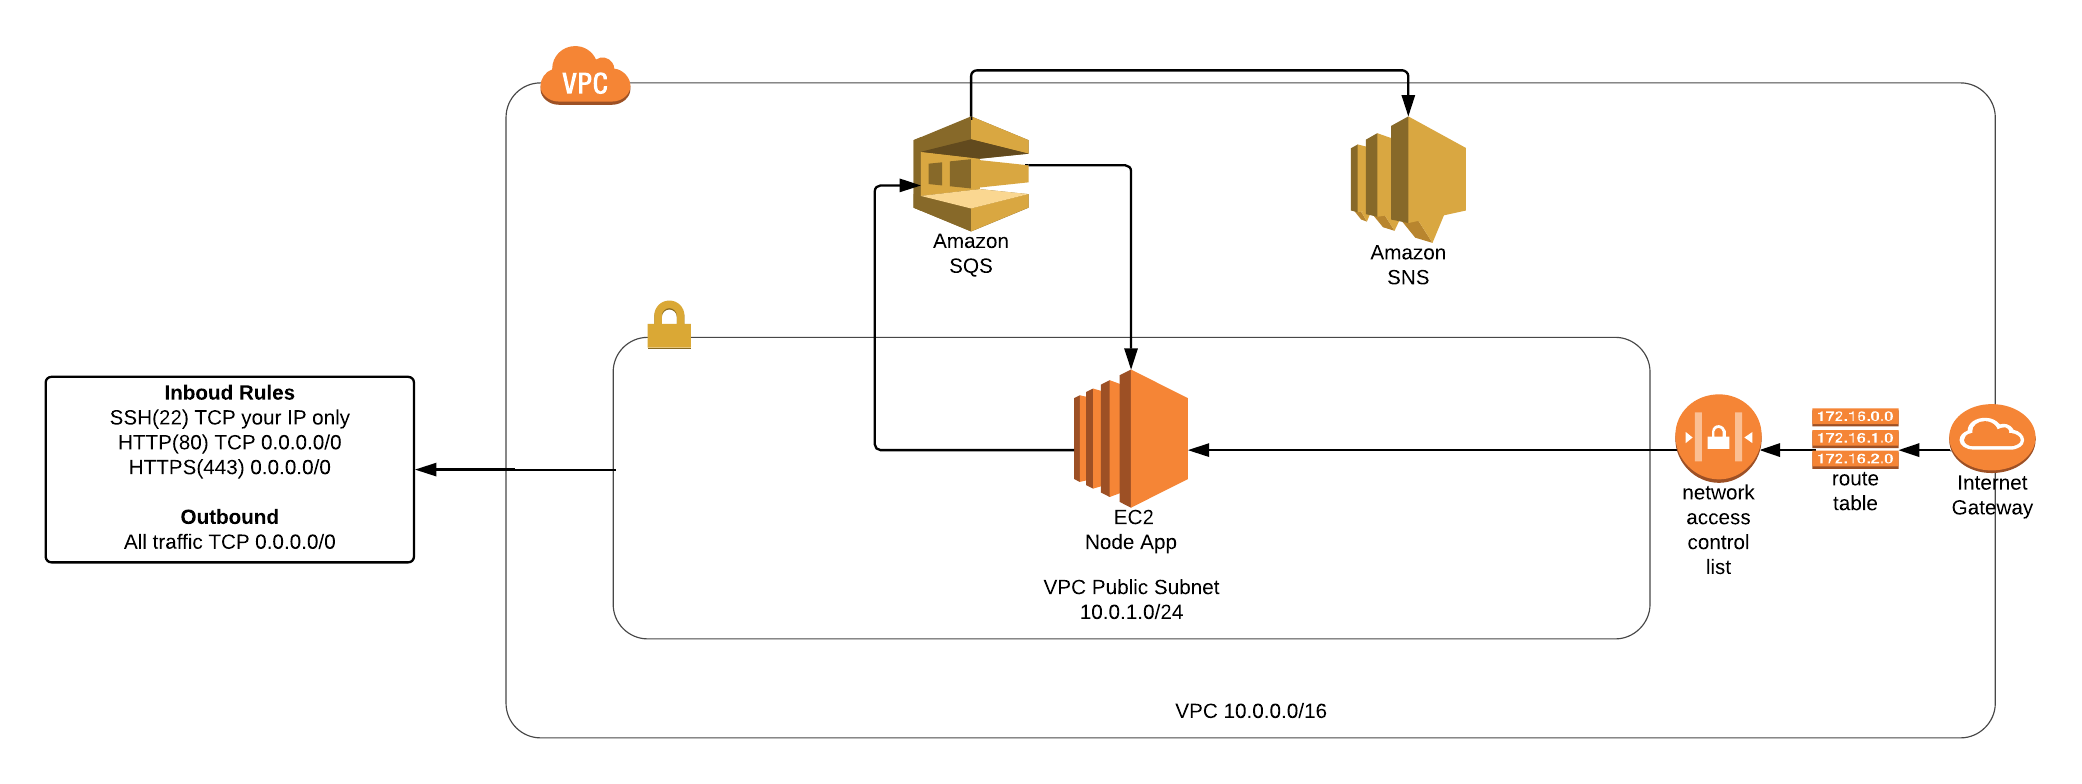 VPC
Amazon
SQS
Amazon
SNS
Inboud Rules
SSH(22) TCP your IP only
HTTP(80) TCP 0.0.0.0/0
HTTPS(443) 0.0.0.0/0
Outbound
All traffic TCP 0.0.0.0/0
EC2
Node App
VPC Public Subnet
10.0.1.0/24
network
access
control
list
172.16.0.0
172.16.1.0
172.16.2.0
route
table
Internet
Gateway
VPC 10.0.0.0/16